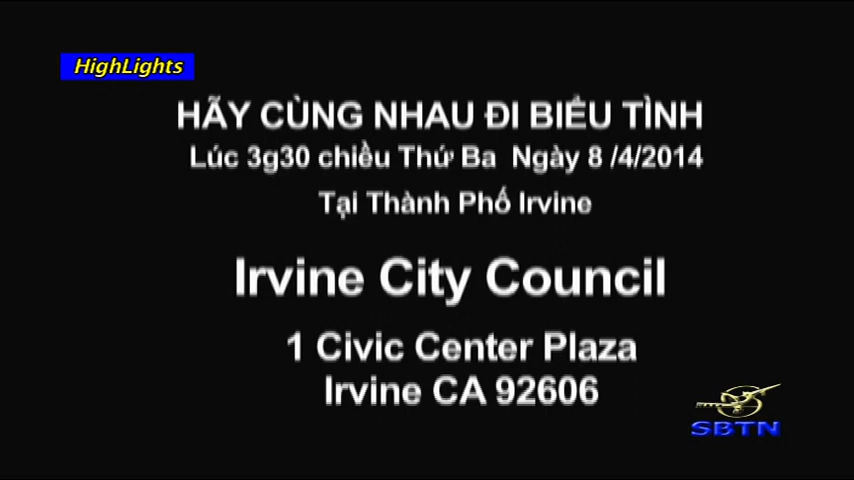 HighLights
HÃY CÙNG NHAU ĐI BIỂU TÌNH
Lúc 3g30 chiều Thứ Ba Ngày 8 /4/2014
Tại Thành Phố Irvine
Irvine City Council
1 Civic Center Plaza
Irvine CA 92606
SBTN